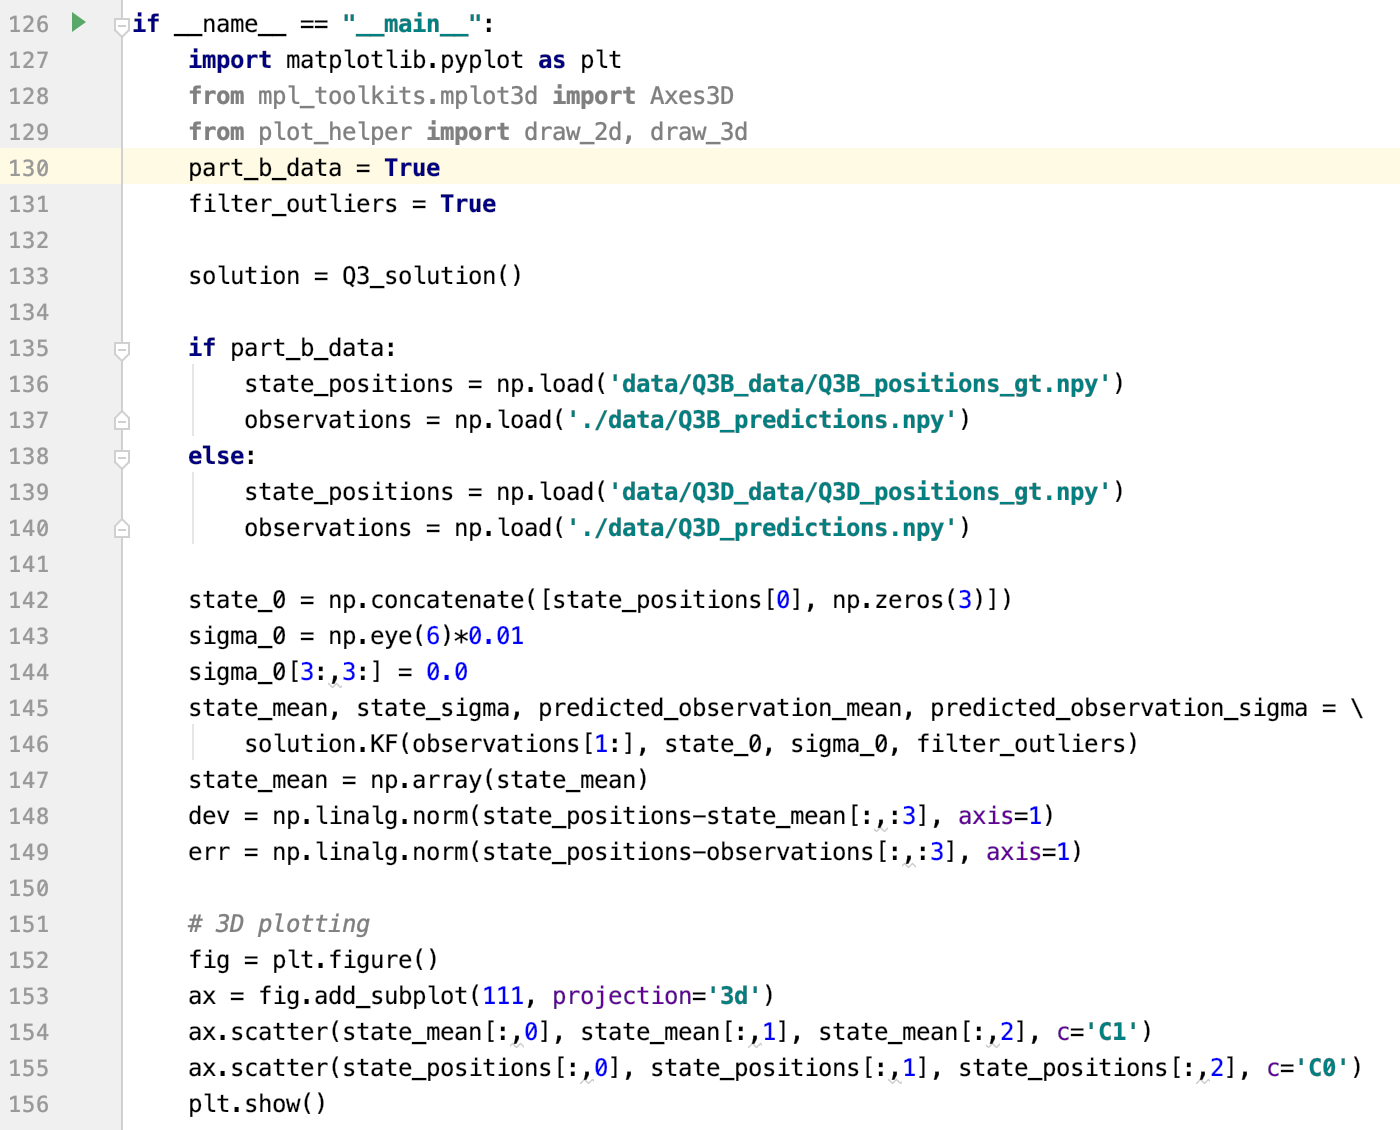 126 if __name__ == "__main__":
127     import matplotlib.pyplot as plt
128     from mpl_toolkits.mplot3d import Axes3D
129     from plot_helper import draw_2d, draw_3d
130     part_b_data = True
131     filter_outliers = True
132
133     solution = Q3_solution()
134
135     if part_b_data:
136         state_positions = np.load('data/Q3B_data/Q3B_positions_gt.npy')
137         observations = np.load('./data/Q3B_predictions.npy')
138     else:
139         state_positions = np.load('data/Q3D_data/Q3D_positions_gt.npy')
140         observations = np.load('./data/Q3D_predictions.npy')
141
142     state_0 = np.concatenate([state_positions[0], np.zeros(3)])
143     sigma_0 = np.eye(6)*0.01
144     sigma_0[3:,3:] = 0.0
145     state_mean, state_sigma, predicted_observation_mean, predicted_observation_sigma = \
146         solution.KF(observations[1:], state_0, sigma_0, filter_outliers)
147     state_mean = np.array(state_mean)
148     dev = np.linalg.norm(state_positions-state_mean[:,:3], axis=1)
149     err = np.linalg.norm(state_positions-observations[:,:3], axis=1)
150
151     # 3D plotting
152     fig = plt.figure()
153     ax = fig.add_subplot(111, projection='3d')
154     ax.scatter(state_mean[:,0], state_mean[:,1], state_mean[:,2], c='C1')
155     ax.scatter(state_positions[:,0], state_positions[:,1], state_positions[:,2], c='C0')
156     plt.show()